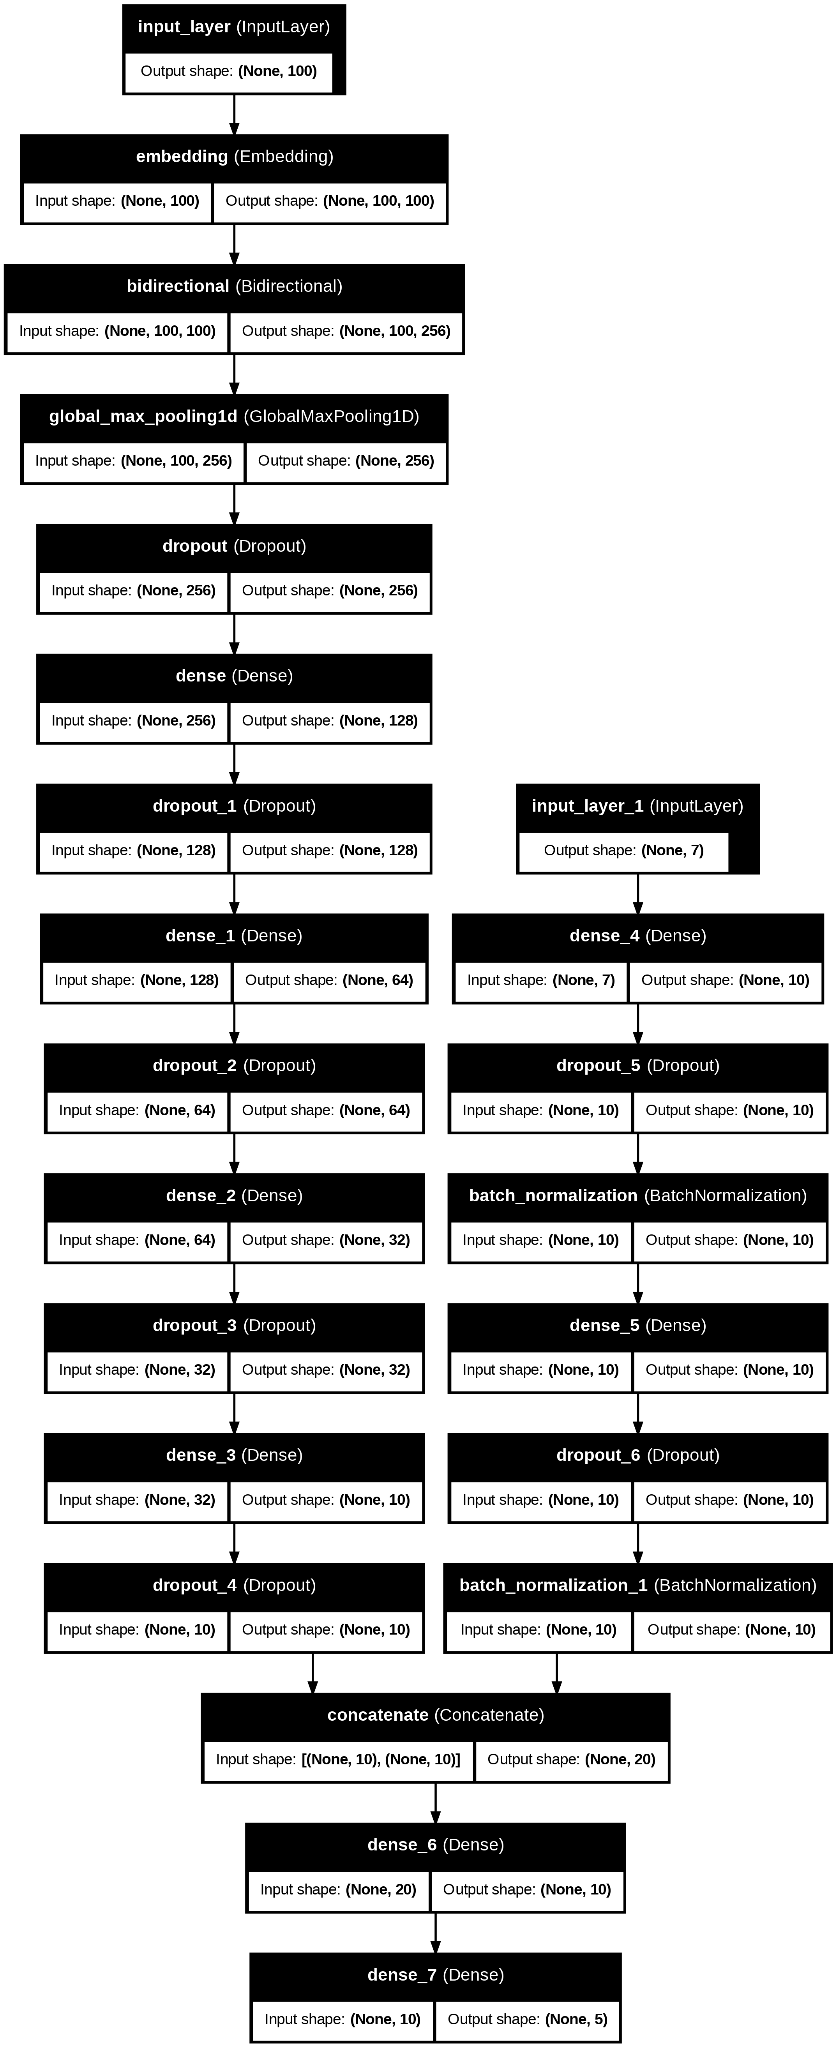 input_layer (InputLayer)
Output shape: (None, 100)
embedding (Embedding)
Input shape: (None, 100) Output shape: (None, 100, 100)
bidirectional (Bidirectional)
Input shape: (None, 100, 100) Output shape: (None, 100, 256)
global_max_pooling1d (GlobalMaxPooling1D)
Input shape: (None, 100, 256) Output shape: (None, 256)
dropout (Dropout)
Input shape: (None, 256) Output shape: (None, 256)
dense (Dense)
Input shape: (None, 256) Output shape: (None, 128)
dropout_1 (Dropout)
Input shape: (None, 128) Output shape: (None, 128)
dense_1 (Dense)
Input shape: (None, 128) Output shape: (None, 64)
dropout_2 (Dropout)
Input shape: (None, 64) Output shape: (None, 64)
dense_2 (Dense)
Input shape: (None, 64) Output shape: (None, 32)
dropout_3 (Dropout)
Input shape: (None, 32) Output shape: (None, 32)
dense_3 (Dense)
Input shape: (None, 32) Output shape: (None, 10)
dropout_4 (Dropout)
Input shape: (None, 10) Output shape: (None, 10)
input_layer_1 (InputLayer)
Output shape: (None, 7)
dense_4 (Dense)
Input shape: (None, 7) Output shape: (None, 10)
dropout_5 (Dropout)
Input shape: (None, 10) Output shape: (None, 10)
batch_normalization (BatchNormalization)
Input shape: (None, 10) Output shape: (None, 10)
dense_5 (Dense)
Input shape: (None, 10) Output shape: (None, 10)
dropout_6 (Dropout)
Input shape: (None, 10) Output shape: (None, 10)
batch_normalization_1 (BatchNormalization)
Input shape: (None, 10) Output shape: (None, 10)
concatenate (Concatenate)
Input shape: [(None, 10), (None, 10)] Output shape: (None, 20)
dense_6 (Dense)
Input shape: (None, 20) Output shape: (None, 10)
dense_7 (Dense)
Input shape: (None, 10) Output shape: (None, 5)